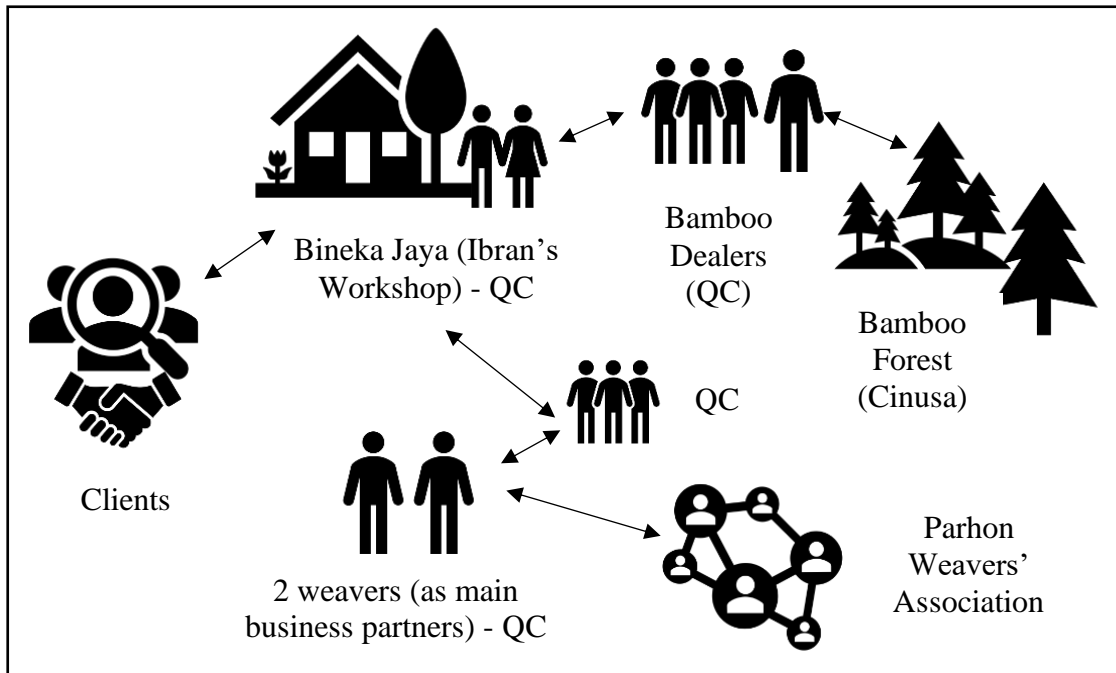 Bineka Jaya (Ibran’s
Workshop) - QC
Bamboo
Dealers
(QC)
Bamboo
Forest
(Cinusa)
QC
Clients
2 weavers (as main
business partners) - QC
Parhon
Weavers’
Association